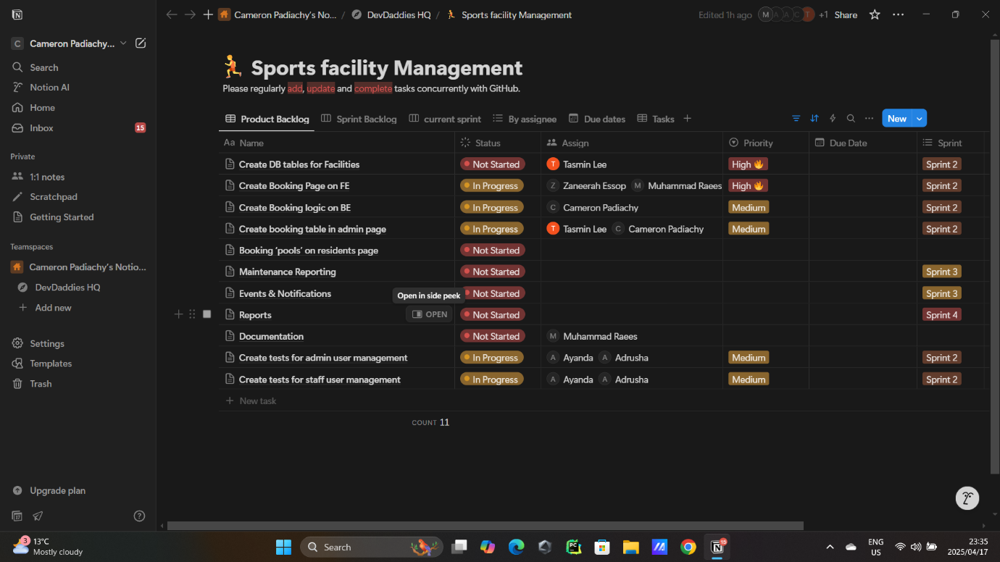 Cameron Padiachy's No... / DevDaddies HQ / Sports facility Management
Edited 1h ago M A A C T +1 Share
C Cameron Padiachy...
Search
Notion AI
Home
Inbox 15
Private
1:1 notes
Scratchpad
Getting Started
Teamspaces
Cameron Padiachy's Notio...
DevDaddies HQ
Add new
Settings
Templates
Trash
Upgrade plan
Sports facility Management
Please regularly add, update and complete tasks concurrently with GitHub.
Product Backlog Sprint Backlog current sprint By assignee Due dates Tasks New
Aa Name Status Assign Priority Due Date Sprint
Create DB tables for Facilities Not Started T Tasmin Lee High Sprint 2
Create Booking Page on FE In Progress Z Zaneerah Essop M Muhammad Raees High Sprint 2
Create Booking logic on BE In Progress C Cameron Padiachy Medium Sprint 2
Create booking table in admin page In Progress T Tasmin Lee C Cameron Padiachy Medium Sprint 2
Booking ‘pools’ on residents page Not Started
Maintenance Reporting Not Started Sprint 3
Events & Notifications Not Started Sprint 3
Open in side peek
Reports OPEN Not Started Sprint 4
Documentation Not Started M Muhammad Raees
Create tests for admin user management In Progress A Ayanda A Adrusha Medium Sprint 2
Create tests for staff user management In Progress A Ayanda A Adrusha Medium Sprint 2
New task
COUNT 11
3
13°C
Mostly cloudy
Search
PC
15
ENG
US
23:35
2025/04/17